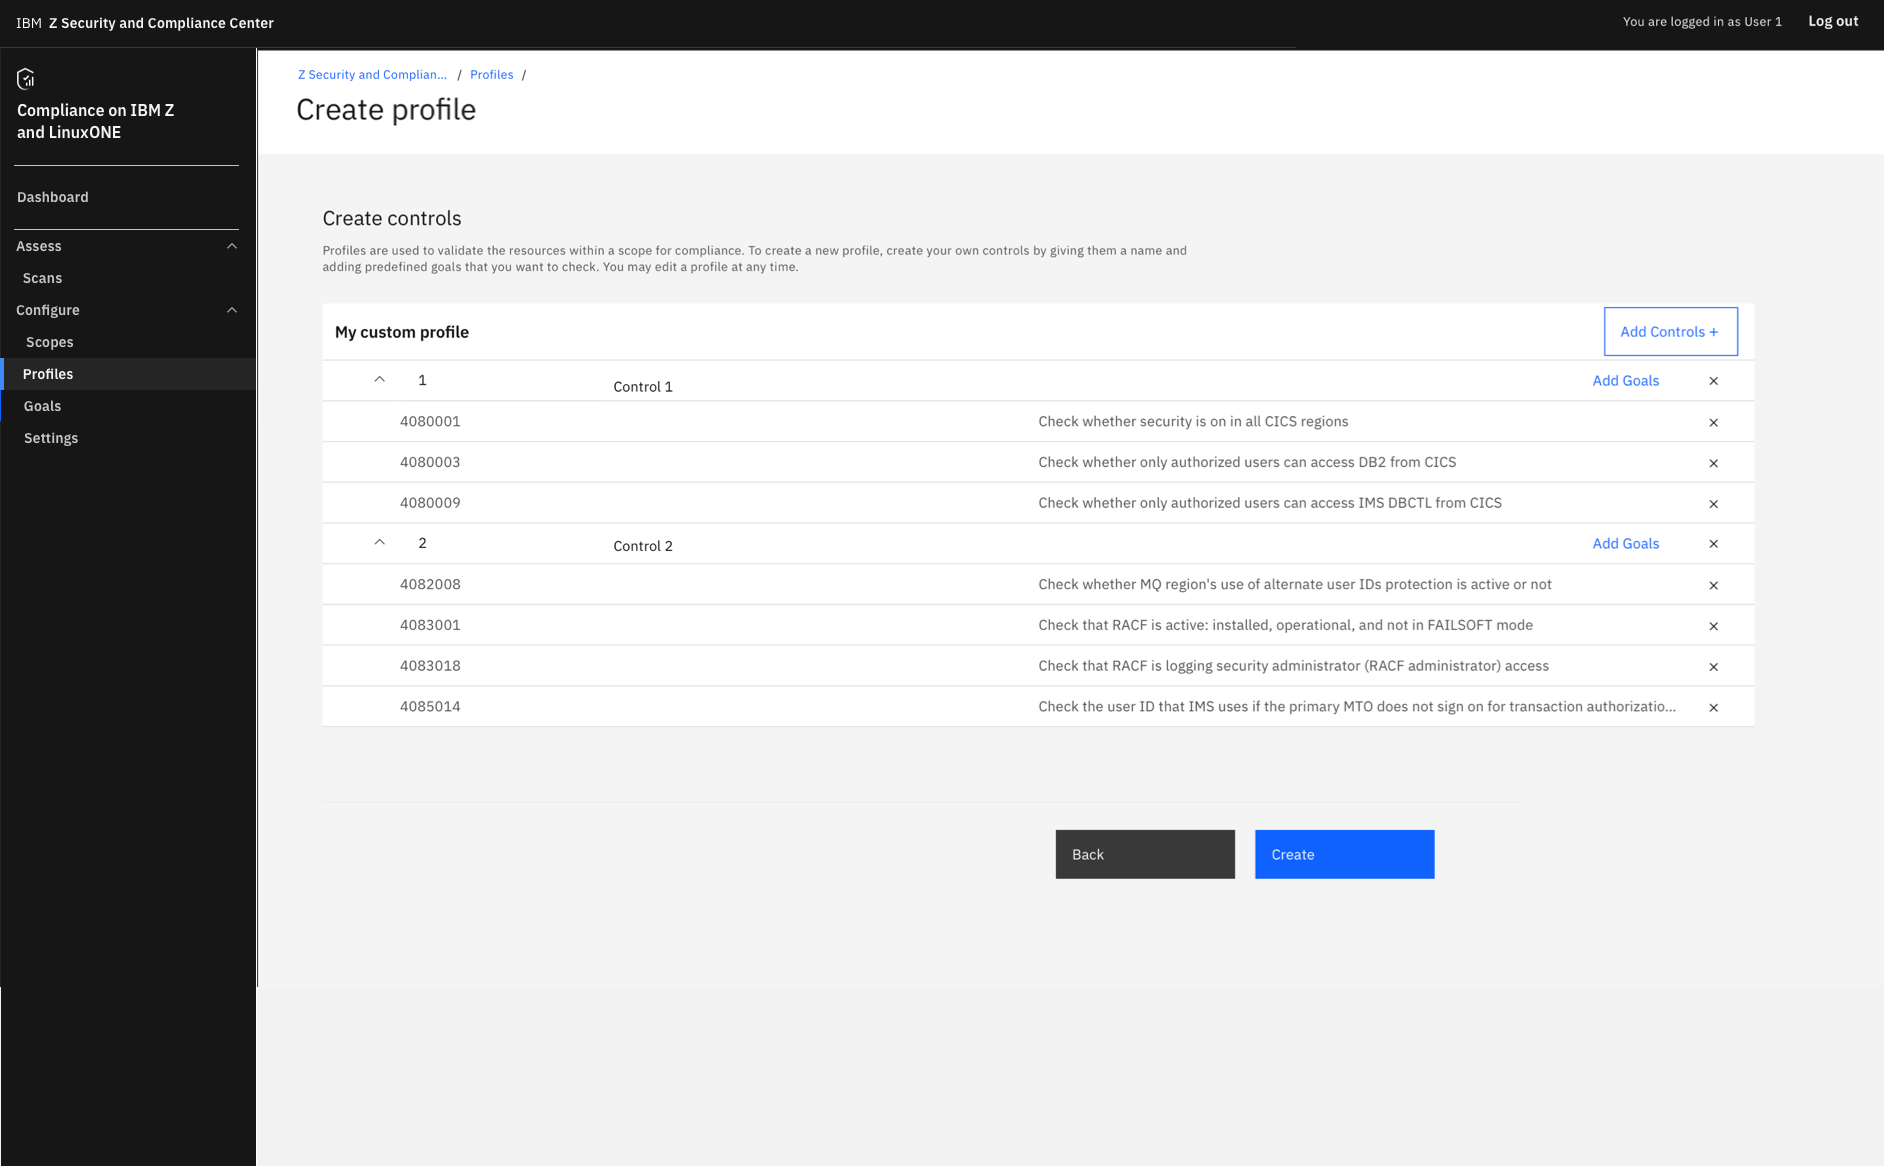 IBM Z Security and Compliance Center
You are logged in as User 1
Log out
Compliance on IBM Z
and LinuxONE
Dashboard
Assess
Scans
Configure
Scopes
Profiles
Goals
Settings
Z Security and Complian... / Profiles /
Create profile
Create controls
Profiles are used to validate the resources within a scope for compliance. To create a new profile, create your own controls by giving them a name and
adding predefined goals that you want to check. You may edit a profile at any time.
My custom profile
Add Controls +
1 Control 1 Add Goals ×
4080001 Check whether security is on in all CICS regions ×
4080003 Check whether only authorized users can access DB2 from CICS ×
4080009 Check whether only authorized users can access IMS DBCTL from CICS ×
2 Control 2 Add Goals ×
4082008 Check whether MQ region's use of alternate user IDs protection is active or not ×
4083001 Check that RACF is active: installed, operational, and not in FAILSOFT mode ×
4083018 Check that RACF is logging security administrator (RACF administrator) access ×
4085014 Check the user ID that IMS uses if the primary MTO does not sign on for transaction authorizatio... ×
Back
Create